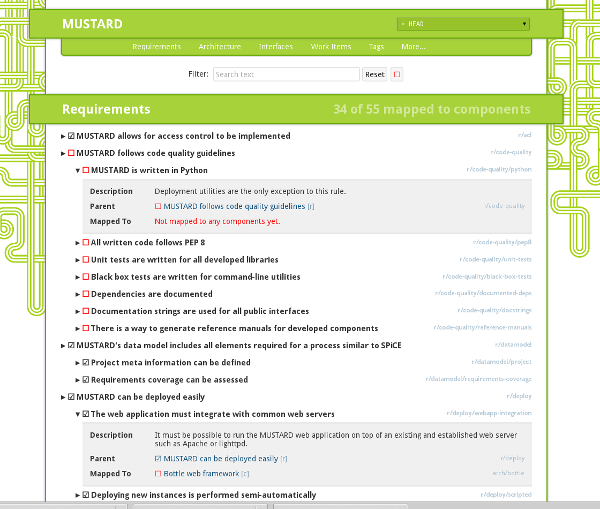 MUSTARD
HEAD
Requirements Architecture Interfaces Work Items Tags More...
Filter: Search text Reset
Requirements 34 of 55 mapped to components
MUSTARD allows for access control to be implemented r/acl
MUSTARD follows code quality guidelines r/code-quality
MUSTARD is written in Python r/code-quality/python
Description Deployment utilities are the only exception to this rule.
Parent MUSTARD follows code quality guidelines [r] code-quality
Mapped To Not mapped to any components yet.
All written code follows PEP 8 r/code-quality/pep8
Unit tests are written for all developed libraries r/code-quality/unit-tests
Black box tests are written for command-line utilities r/code-quality/black-box-tests
Dependencies are documented r/code-quality/documented-deps
Documentation strings are used for all public interfaces r/code-quality/docstrings
There is a way to generate reference manuals for developed components r/code-quality/reference-manuals
MUSTARD's data model includes all elements required for a process similar to SPiCE r/datamodel
Project meta information can be defined r/datamodel/project
Requirements coverage can be assessed r/datamodel/requirements-coverage
MUSTARD can be deployed easily r/deploy
The web application must integrate with common web servers r/deploy/webapp-integration
Description It must be possible to run the MUSTARD web application on top of an existing and established web server
such as Apache or lighttpd.
Parent MUSTARD can be deployed easily [r] r/deploy
Mapped To Bottle web framework [c] arch/bottle
Deploying new instances is performed semi-automatically r/deploy/scripted